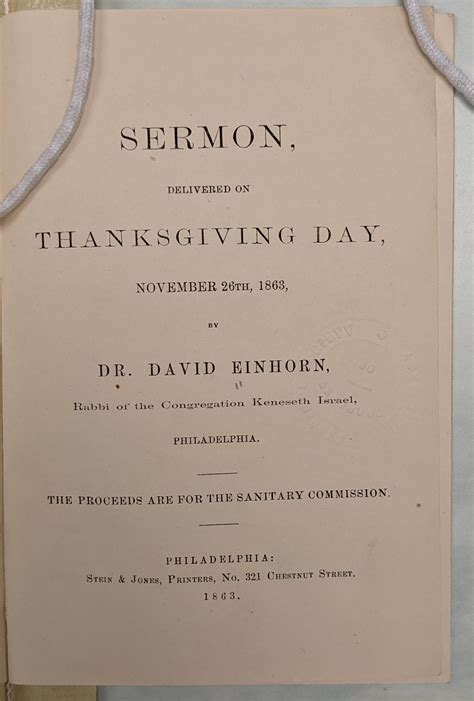 SERMON,
DELIVERED ON
THANKSGIVING DAY,
NOVEMBER 26TH, 1863,
BY
DR. DAVID EINHORN,
Rabbi of the Congregation Keneseth Israel,
PHILADELPHIA.
THE PROCEEDS ARE FOR THE SANITARY COMMISSION.
PHILADELPHIA:
STEIN & JONES, PRINTERS, NO. 321 CHESTNUT STREET.
1863.